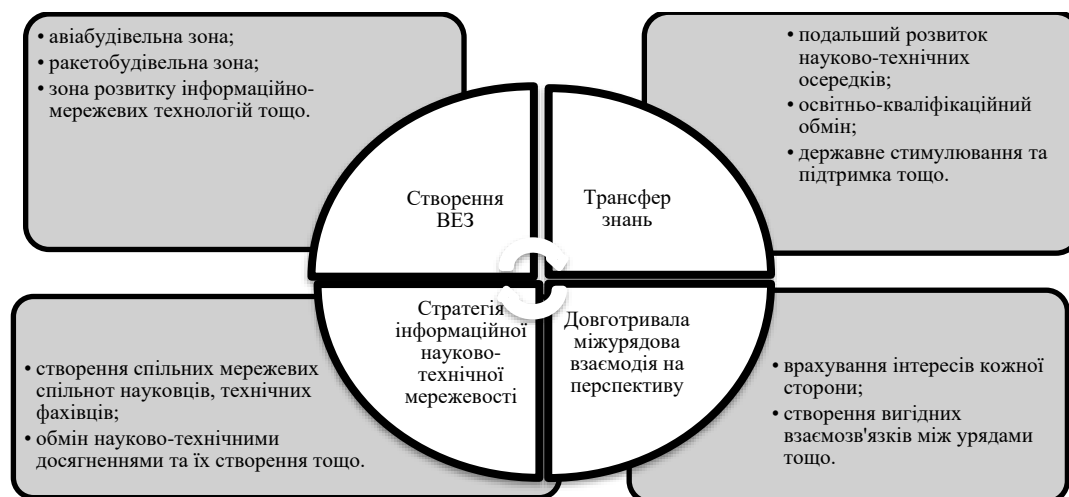 • авіабудівельна зона;
• ракетобудівельна зона;
• зона розвитку інформаційно-
мережевих технологій тощо.
• подальший розвиток
науково-технічних
осередків;
• освітньо-кваліфікаційний
обмін;
• державне стимулювання та
підтримка тощо.
Створення
ВЕЗ
Трансфер
знань
Стратегія
інформаційної
науково-
технічної
мережевості
Довготривала
міжурядова
взаємодія на
перспективу
• створення спільних мережевих
спільнот науковців, технічних
фахівців;
• обмін науково-технічними
досягненнями та їх створення тощо.
• врахування інтересів кожної
сторони;
• створення вигідних
взаємозв'язків між урядами
тощо.